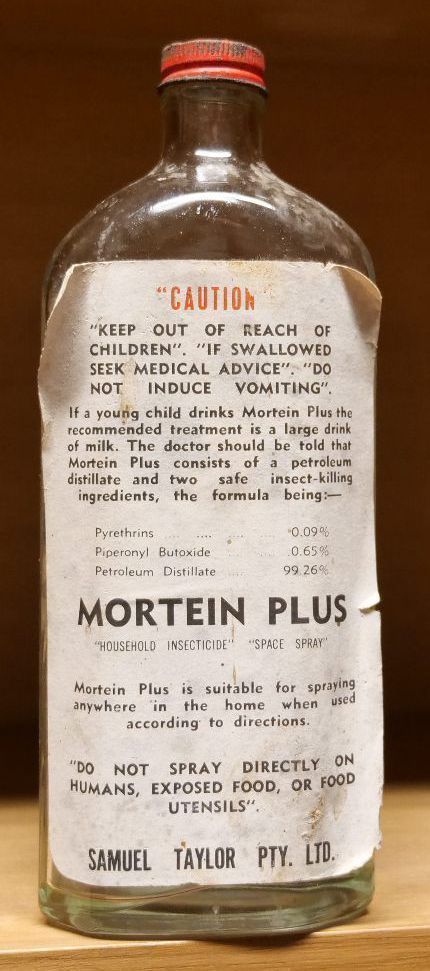 "CAUTION"
"KEEP OUT OF REACH OF
CHILDREN". "IF SWALLOWED
SEEK MEDICAL ADVICE". "DO
NOT INDUCE VOMITING".
If a young child drinks Mortein Plus the
recommended treatment is a large drink
of milk. The doctor should be told that
Mortein Plus consists of a petroleum
distillate and two safe insect-killing
ingredients, the formula being:—
Pyrethrins .... .... .... 0.09%
Piperonyl Butoxide .... .... 0.65%
Petroleum Distillate .... 99.26%
MORTEIN PLUS
"HOUSEHOLD INSECTICIDE" "SPACE SPRAY"
Mortein Plus is suitable for spraying
anywhere in the home when used
according to directions.
"DO NOT SPRAY DIRECTLY ON
HUMANS, EXPOSED FOOD, OR FOOD
UTENSILS".
SAMUEL TAYLOR PTY. LTD.